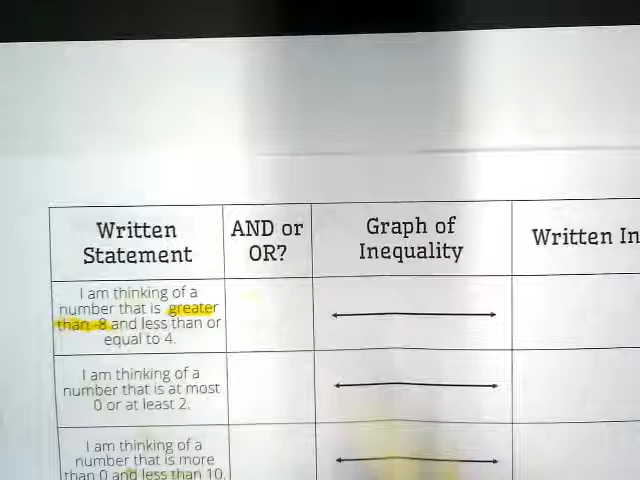 Written Statement
AND or OR?
Graph of Inequality
Written In
I am thinking of a
number that is greater
than -8 and less than or
equal to 4.
I am thinking of a
number that is at most
0 or at least 2.
I am thinking of a
number that is more
than 0 and less than 10.